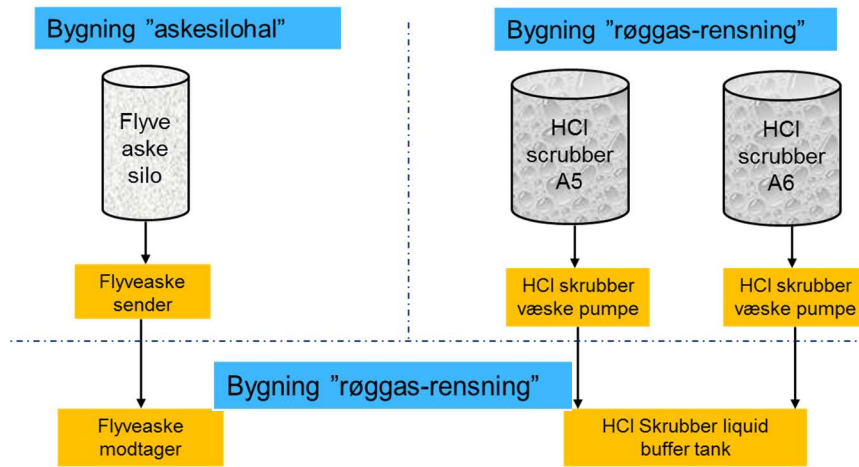 Bygning ”askesilohal”
Bygning ”røggas-rensning”
Flyve
aske
silo
HCl
scrubber
A5
HCl
scrubber
A6
Flyveaske
sender
HCl skrubber
væske pumpe
HCl skrubber
væske pumpe
Bygning ”røggas-rensning”
Flyveaske
modtager
HCl Skrubber liquid
buffer tank